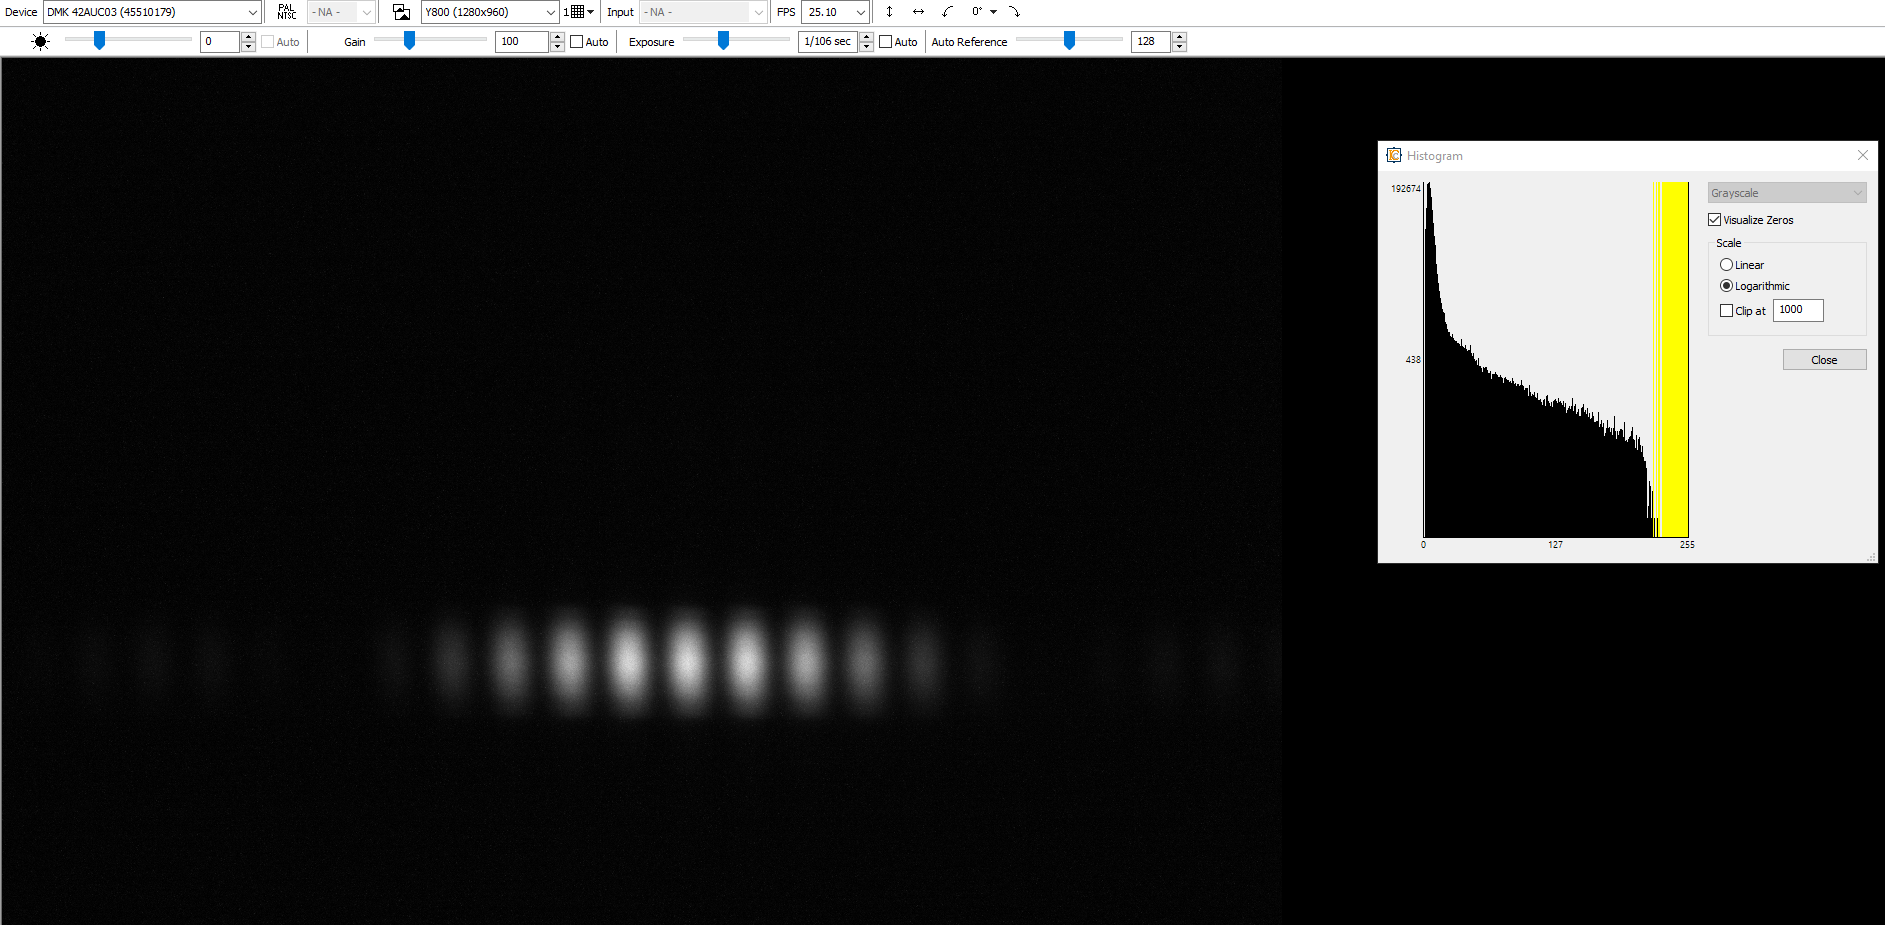 Device DMK 42AUC03 (45510179) PAL NTSC - NA - Y800 (1280x960) 1 Input - NA - FPS 25.10 0°
0 Auto Gain 100 Auto Exposure 1/106 sec Auto Auto Reference 128
Histogram
192674
438
0 127 255
Grayscale
Visualize Zeros
Scale
Linear
Logarithmic
Clip at 1000
Close